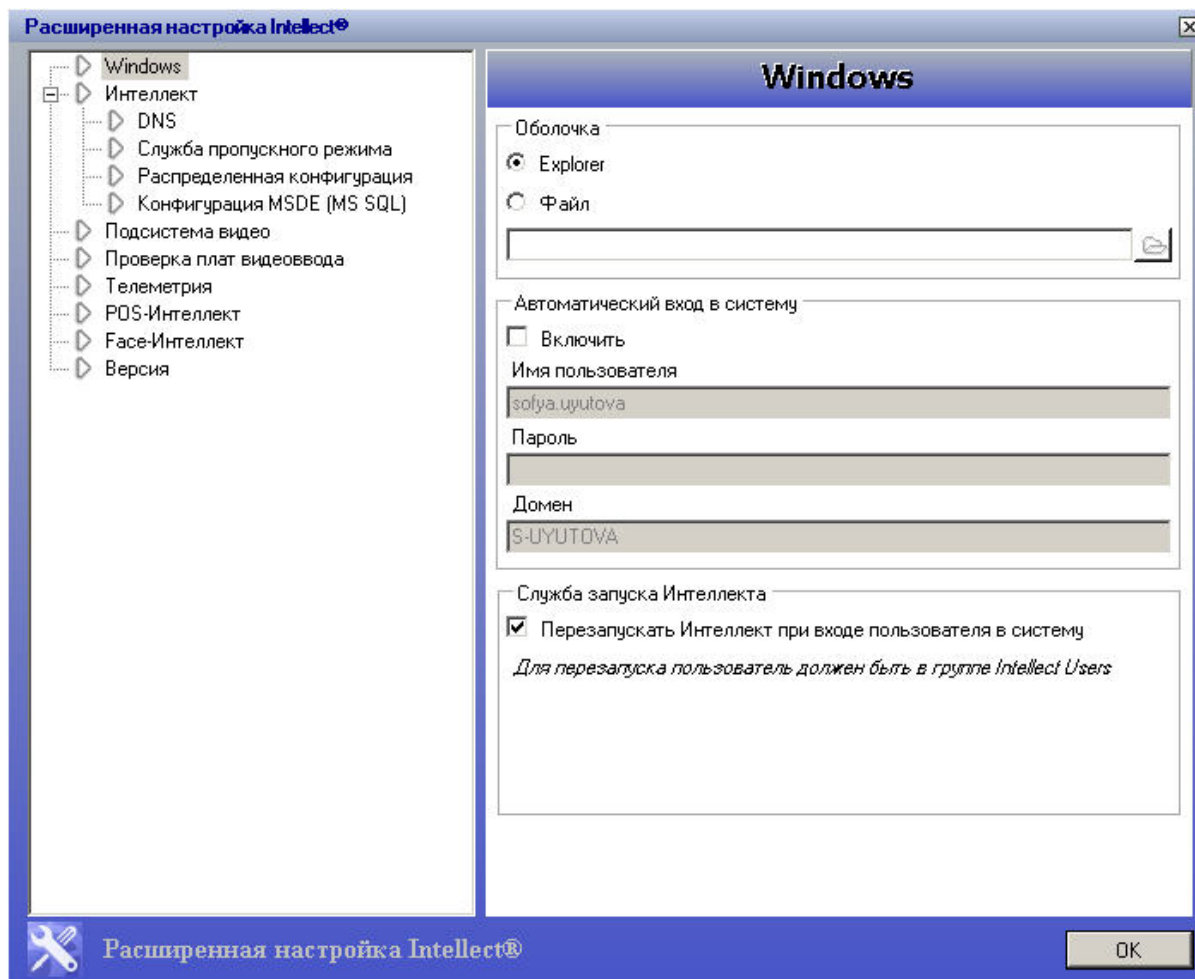 Расширенная настройка Intellect®
Windows
Интеллект
DNS
Служба пропускного режима
Распределенная конфигурация
Конфигурация MSDE (MS SQL)
Подсистема видео
Проверка плат видеоввода
Телеметрия
POS-Интеллект
Face-Интеллект
Версия
Windows
Оболочка
Explorer
Файл
Автоматический вход в систему
Включить
Имя пользователя
sofya.uyutova
Пароль
Домен
S-UYUTOVA
Служба запуска Интеллекта
Перезапускать Интеллект при входе пользователя в систему
Для перезапуска пользователь должен быть в группе Intellect Users
Расширенная настройка Intellect®
OK